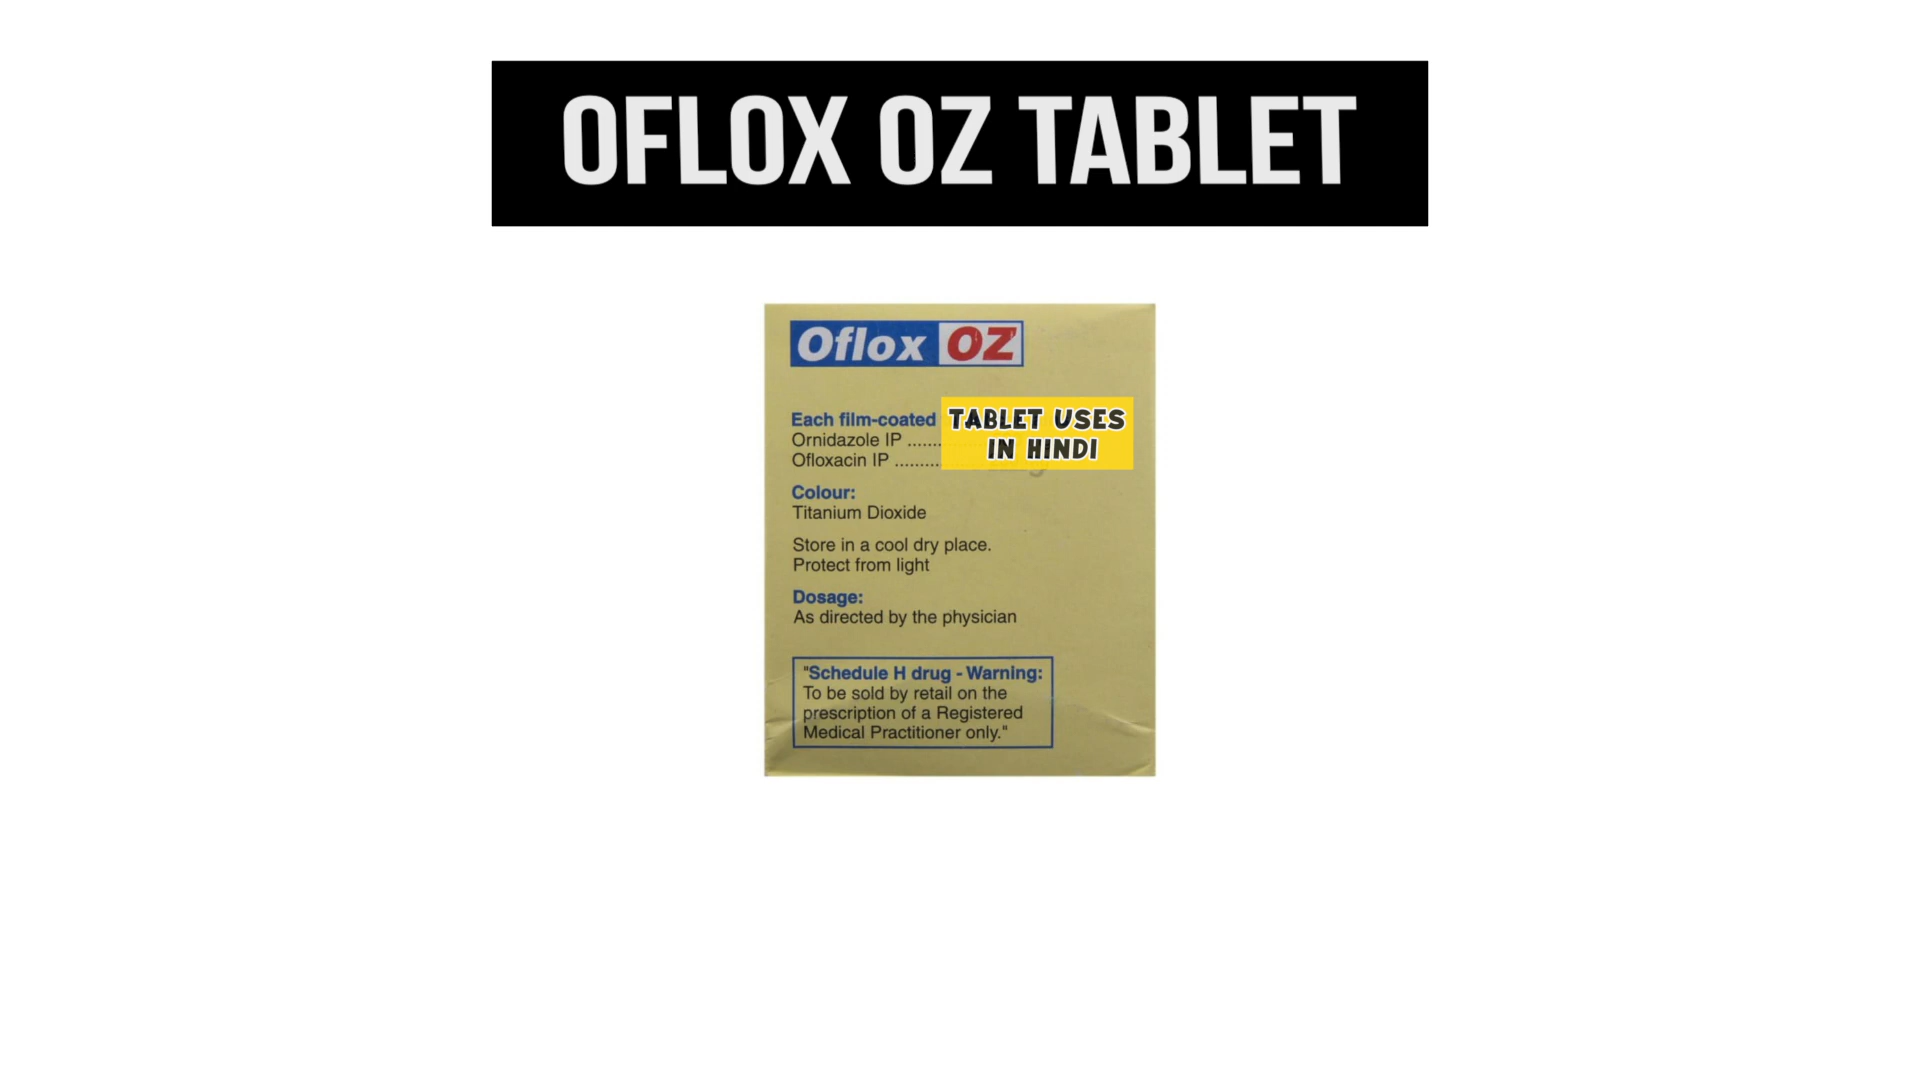 OFLOX OZ TABLET
Oflox OZ
Each film-coated
TABLET USES
IN HINDI
Ornidazole IP .......
Ofloxacin IP ..........
Colour:
Titanium Dioxide
Store in a cool dry place.
Protect from light
Dosage:
As directed by the physician
"Schedule H drug - Warning:
To be sold by retail on the
prescription of a Registered
Medical Practitioner only."